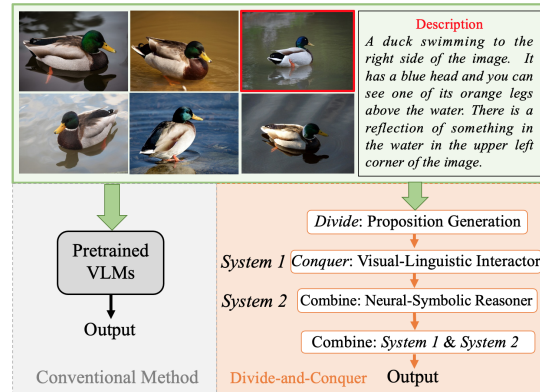 Description
A duck swimming to the
right side of the image. It
has a blue head and you can
see one of its orange legs
above the water. There is a
reflection of something in
the water in the upper left
corner of the image.
Pretrained
VLMs
Output
Conventional Method
Divide: Proposition Generation
System 1 Conquer: Visual-Linguistic Interactor
System 2 Combine: Neural-Symbolic Reasoner
Combine: System 1 & System 2
Output
Divide-and-Conquer